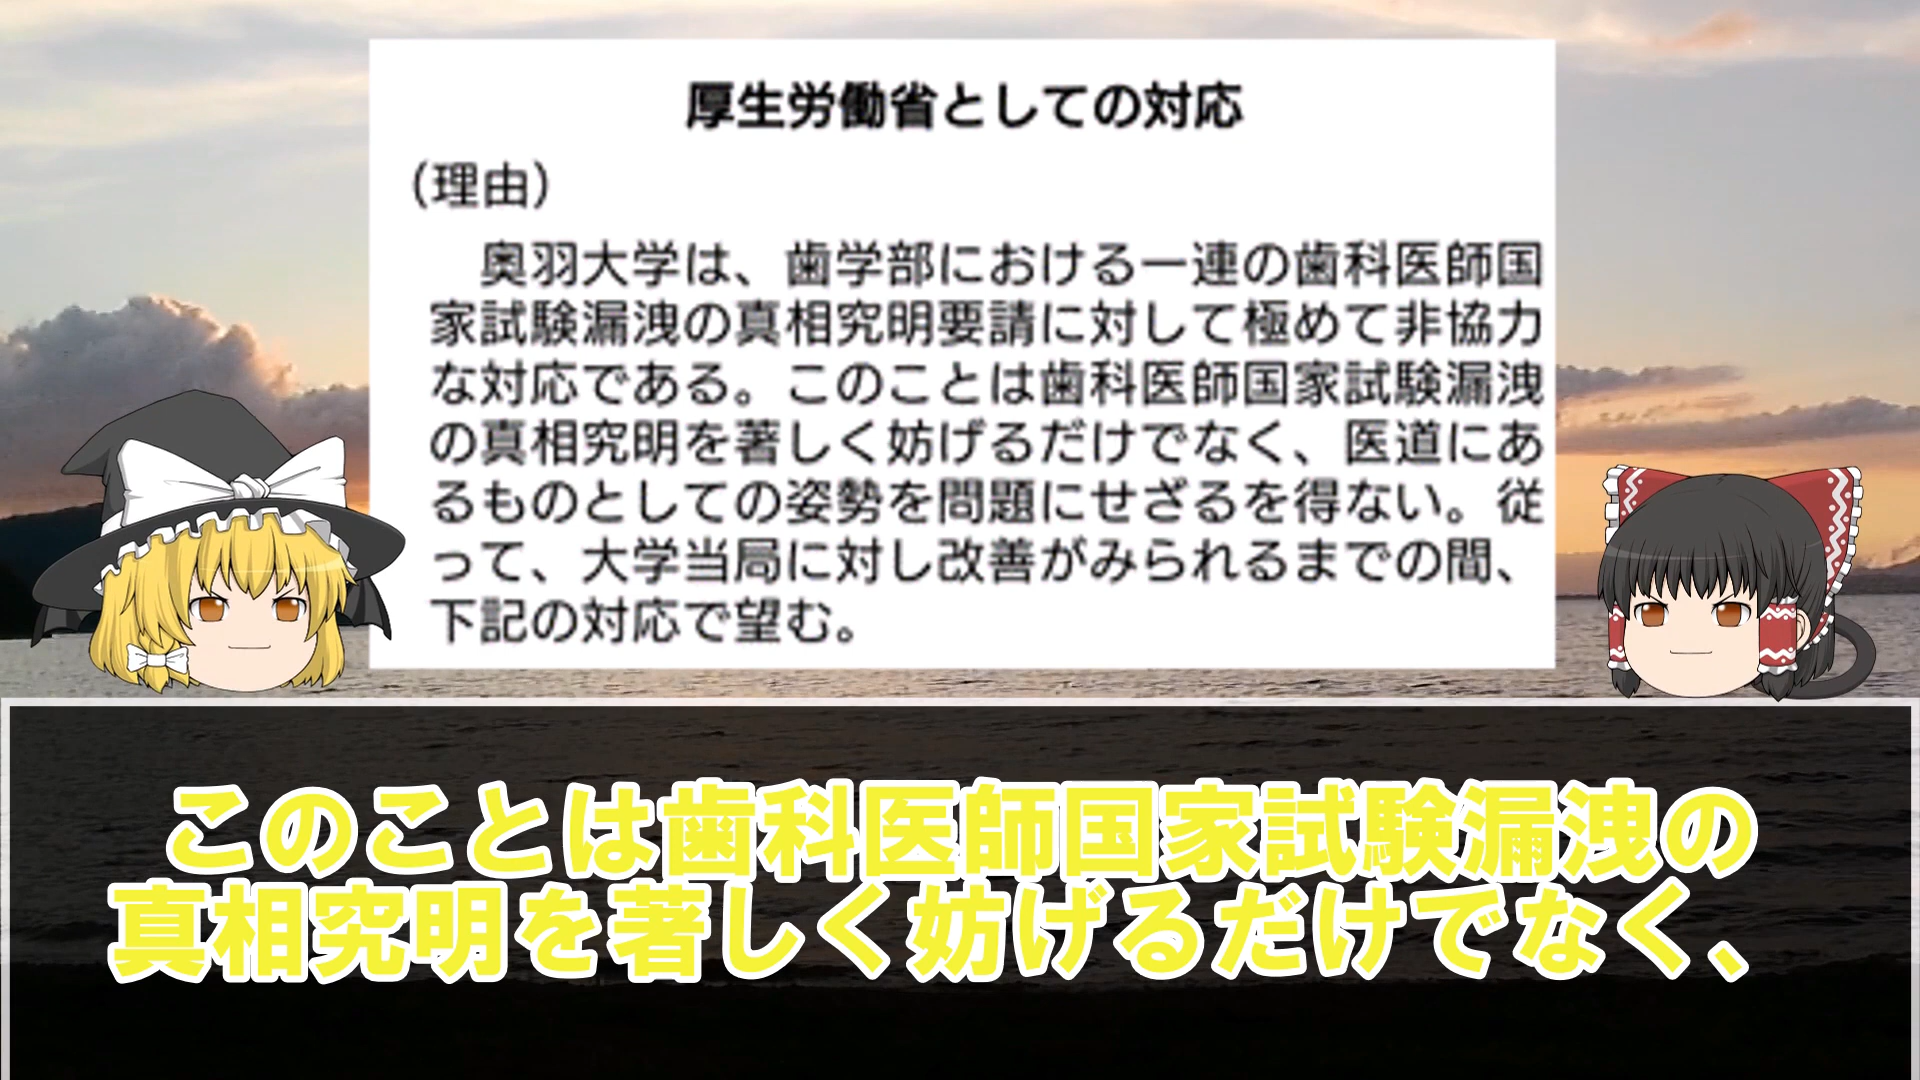 厚生労働省としての対応
（理由）
奥羽大学は、歯学部における一連の歯科医師国
家試験漏洩の真相究明要請に対して極めて非協力
な対応である。このことは歯科医師国家試験漏洩
の真相究明を著しく妨げるだけでなく、医道にあ
るものとしての姿勢を問題にせざるを得ない。従
って、大学当局に対し改善がみられるまでの間、
下記の対応で望む。
このことは歯科医師国家試験漏洩の
真相究明を著しく妨げるだけでなく、